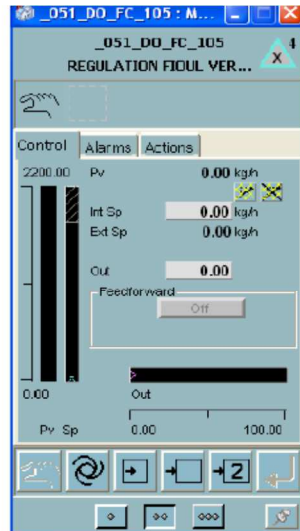 _051_DO_FC_105 : M...
_051_DO_FC_105
REGULATION FIOUL VER...
X
4
Control Alarms Actions
2200.00 Pv 0.00 kg/h
Int Sp 0.00 kg/h
Ext Sp 0.00 kg/h
Out 0.00
Feedforward
Off
0.00 Out
Pv Sp 0.00 100.00
2